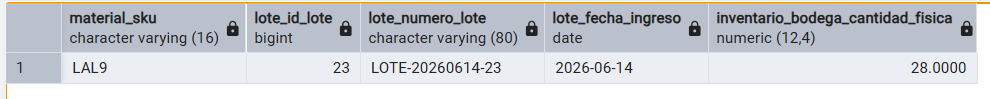 material_sku lote_id_lote lote_numero_lote lote_fecha_ingreso inventario_bodega_cantidad_fisica
character varying (16) bigint character varying (80) date numeric (12,4)
1 LAL9 23 LOTE-20260614-23 2026-06-14 28.0000